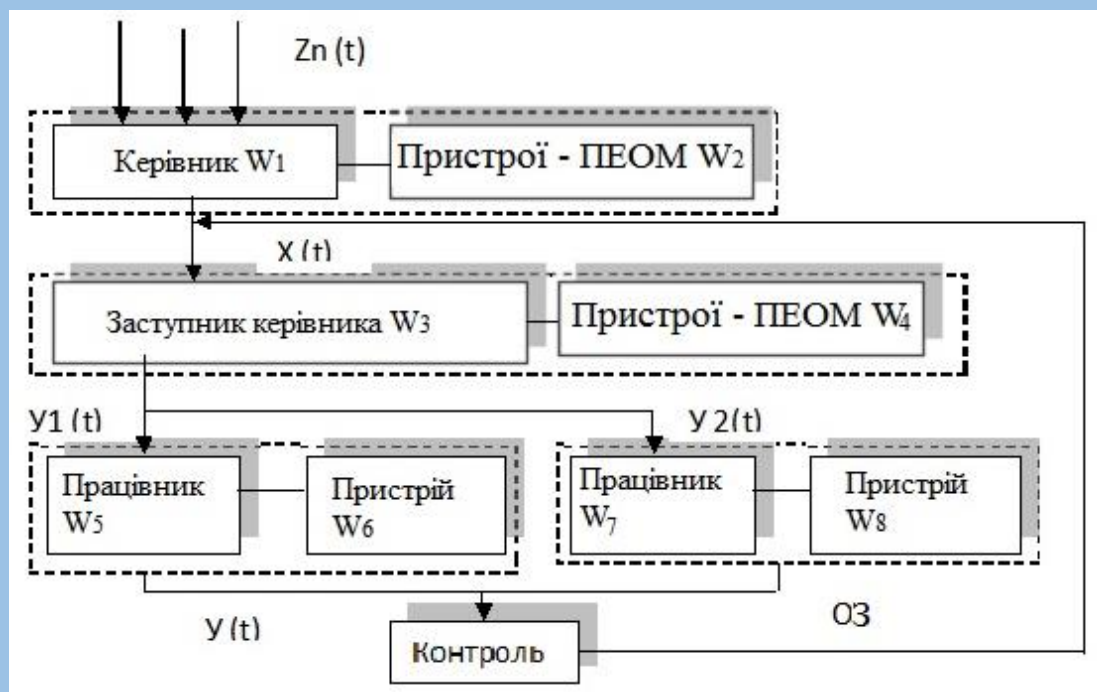 Zn (t)
Керівник W1
Пристрої - ПЕОМ W2
X (t)
Заступник керівника W3
Пристрої - ПЕОМ W4
У1 (t)
У 2(t)
Працівник
W5
Пристрій
W6
Працівник
W7
Пристрій
W8
У (t)
ОЗ
Контроль